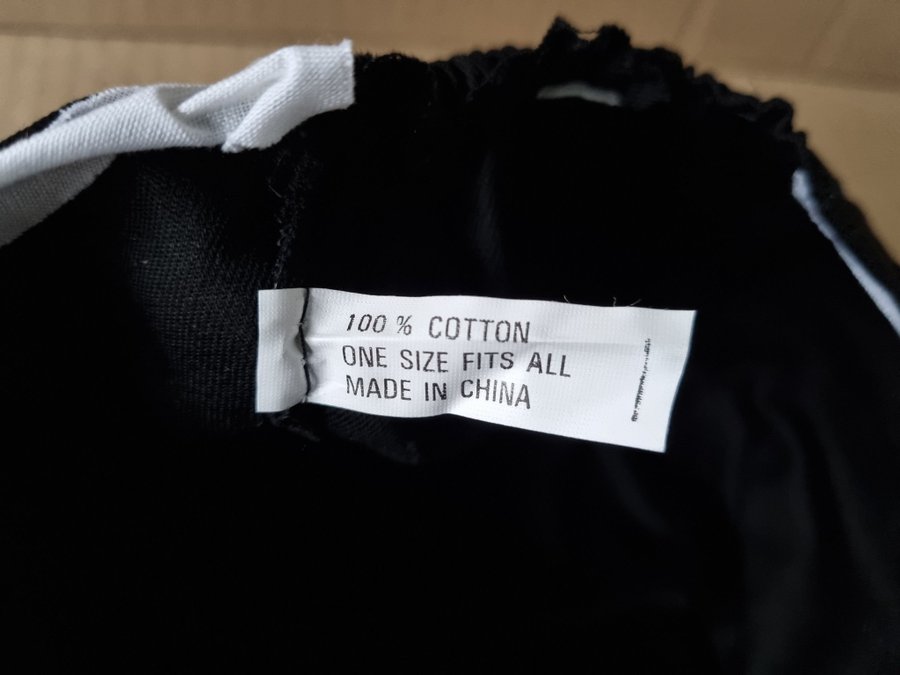 100 % COTTON
ONE SIZE FITS ALL
MADE IN CHINA